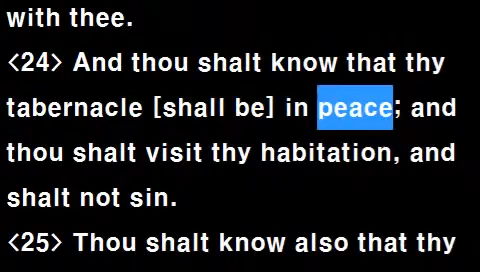 with thee.
<24> And thou shalt know that thy
tabernacle [shall be] in peace; and
thou shalt visit thy habitation, and
shalt not sin.
<25> Thou shalt know also that thy